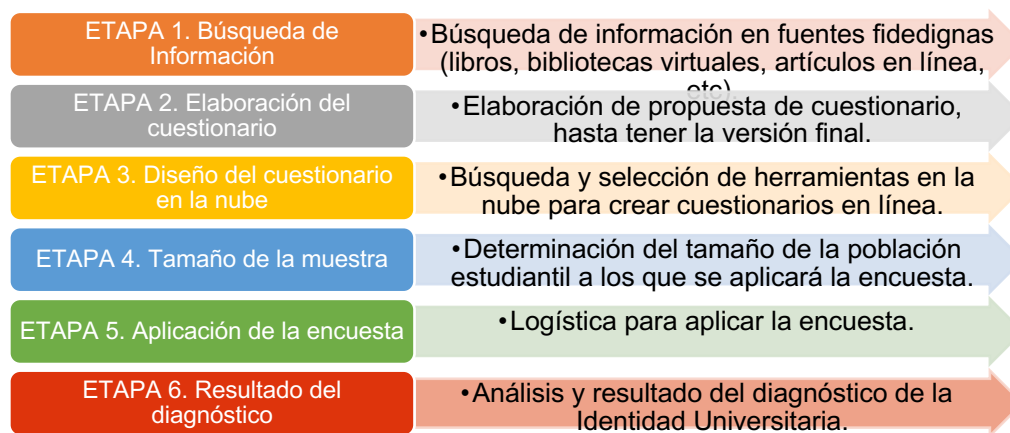 ETAPA 1. Búsqueda de
Información
•Búsqueda de información en fuentes fidedignas
(libros, bibliotecas virtuales, artículos en línea,
etc).
ETAPA 2. Elaboración del
cuestionario
•Elaboración de propuesta de cuestionario,
hasta tener la versión final.
ETAPA 3. Diseño del cuestionario
en la nube
•Búsqueda y selección de herramientas en la
nube para crear cuestionarios en línea.
ETAPA 4. Tamaño de la muestra
•Determinación del tamaño de la población
estudiantil a los que se aplicará la encuesta.
ETAPA 5. Aplicación de la encuesta
•Logística para aplicar la encuesta.
ETAPA 6. Resultado del
diagnóstico
•Análisis y resultado del diagnóstico de la
Identidad Universitaria.